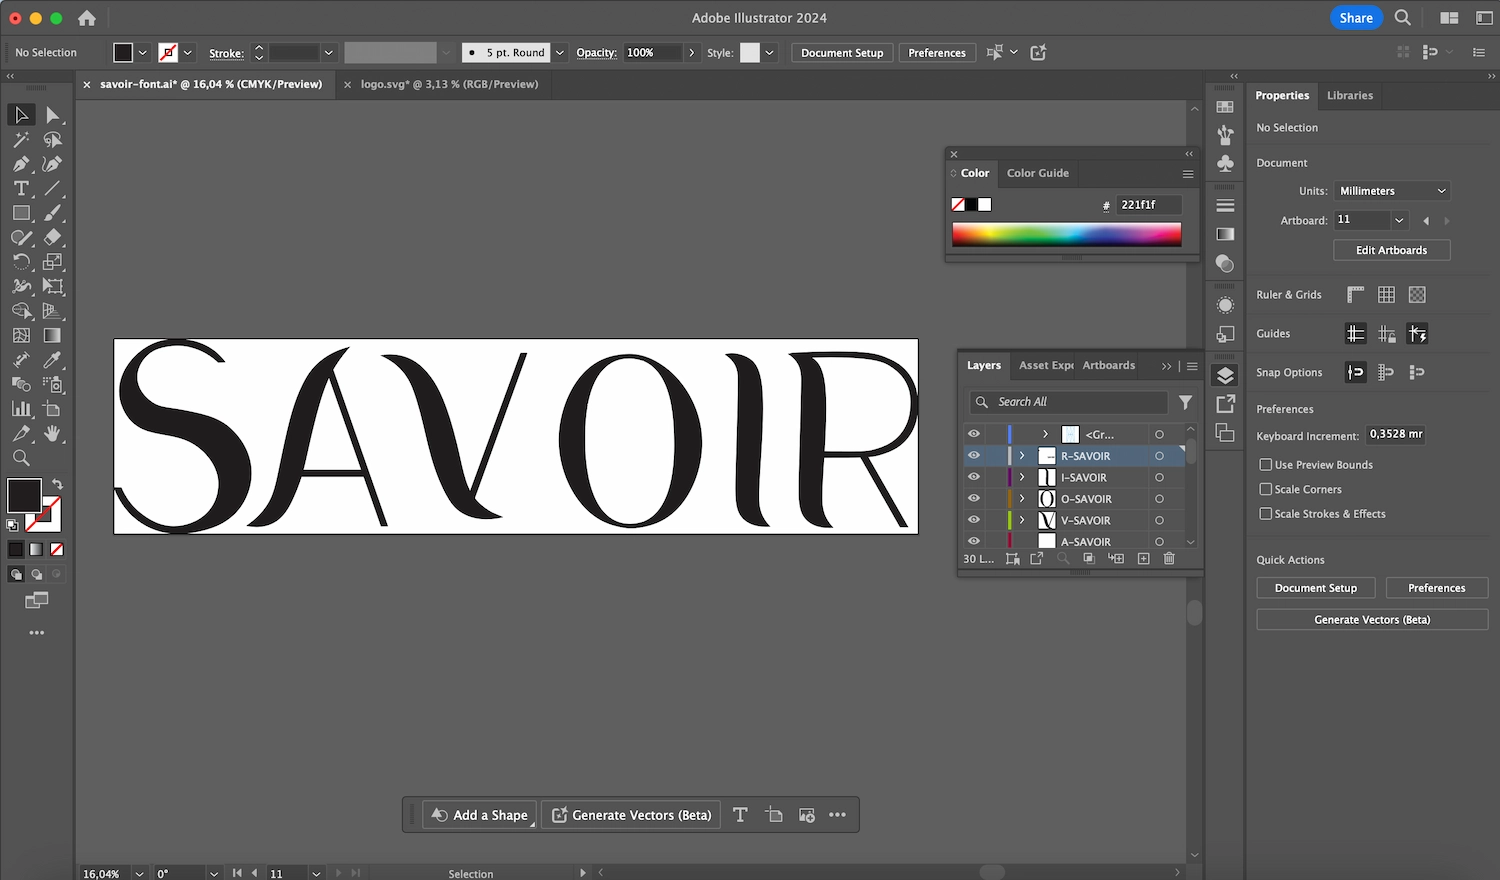 Adobe Illustrator 2024
Share
No Selection
Stroke:
5 pt. Round
Opacity:
100%
Style:
Document Setup
Preferences
savoir-font.ai* @ 16,04 % (CMYK/Preview)
logo.svg* @ 3,13 % (RGB/Preview)
SAVOIR
Color
Color Guide
# 221f1f
Layers
Asset Expo
Artboards
Search All
<Gr...
R-SAVOIR
I-SAVOIR
O-SAVOIR
V-SAVOIR
A-SAVOIR
30 L...
Properties
Libraries
No Selection
Document
Units: Millimeters
Artboard: 11
Edit Artboards
Ruler & Grids
Guides
Snap Options
Preferences
Keyboard Increment: 0,3528 mr
Use Preview Bounds
Scale Corners
Scale Strokes & Effects
Quick Actions
Document Setup
Preferences
Generate Vectors (Beta)
Add a Shape
Generate Vectors (Beta)
16,04%
0°
11
Selection